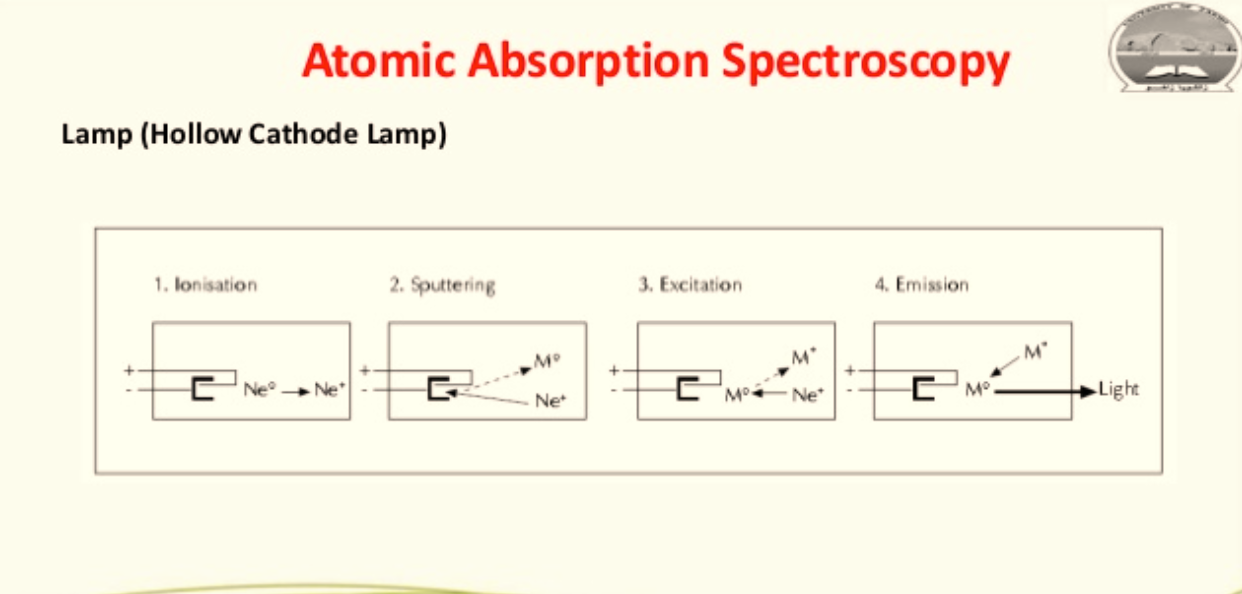 Atomic Absorption Spectroscopy
Lamp (Hollow Cathode Lamp)
1. Ionisation
+
-
Ne° → Ne⁺
2. Sputtering
+
-
M°
Ne⁺
3. Excitation
+
-
M*
M° ← Ne⁺
4. Emission
+
-
M*
M°
Light